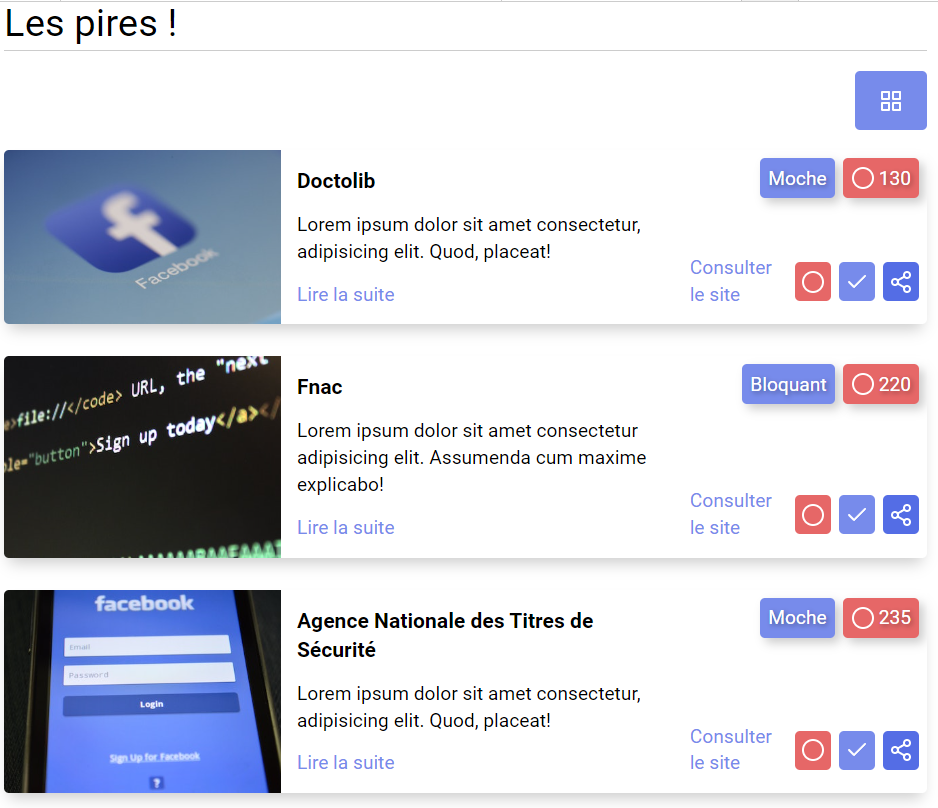 Les pires !
Facebook
Doctolib
Moche
130
Lorem ipsum dolor sit amet consectetur,
adipisicing elit. Quod, placeat!
Lire la suite
Consulter
le site
URL, the "next
>file://</code>
"button">Sign up today</a></
Fnac
Bloquant
220
Lorem ipsum dolor sit amet consectetur
adipisicing elit. Assumenda cum maxime
explicabo!
Lire la suite
Consulter
le site
facebook
Email
Password
Login
Sign Up for Facebook
?
Agence Nationale des Titres de
Sécurité
Moche
235
Lorem ipsum dolor sit amet consectetur,
adipisicing elit. Quod, placeat!
Lire la suite
Consulter
le site